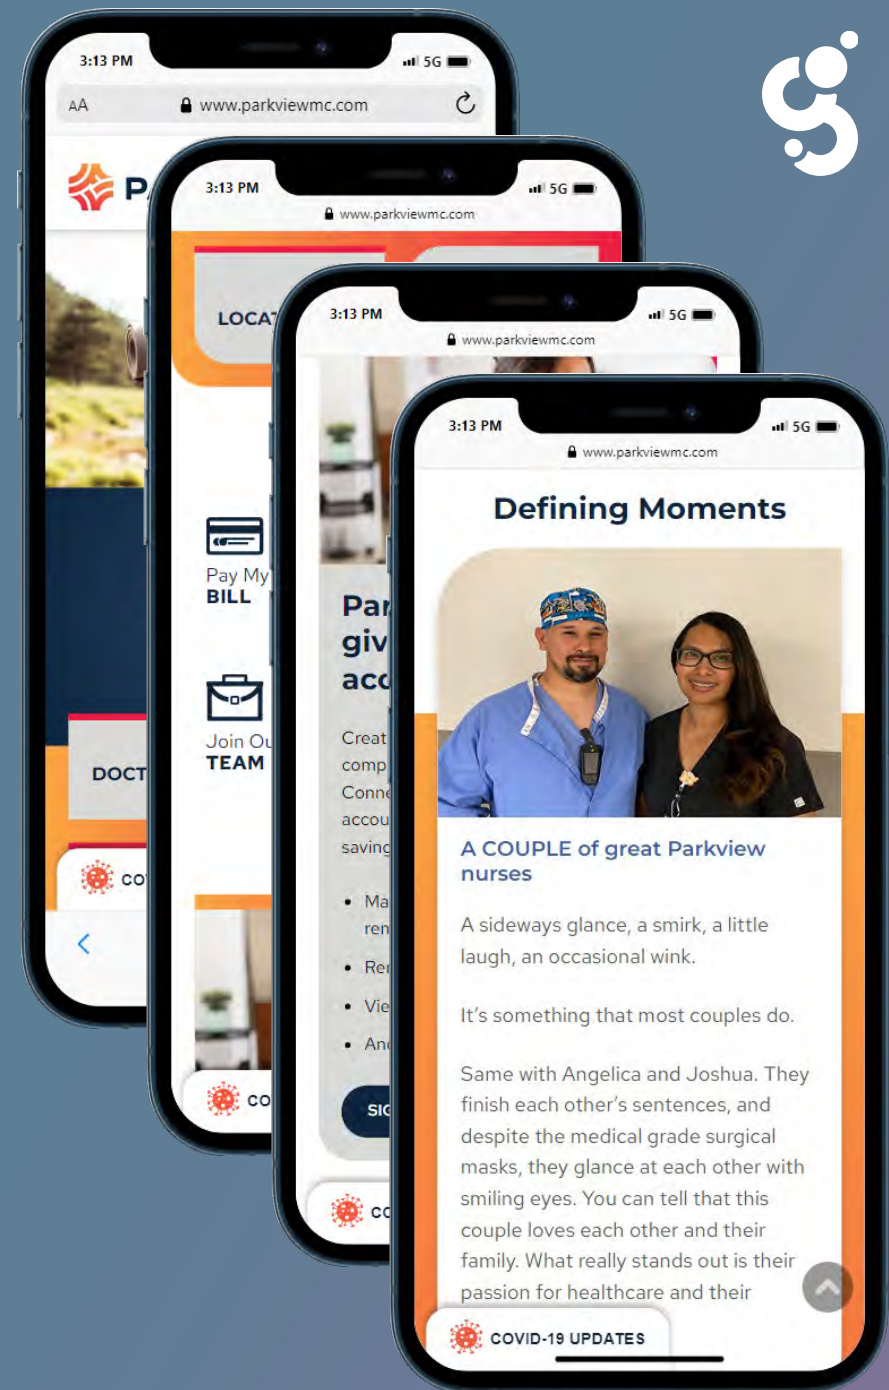 3:13 PM
5G
AA
www.parkviewmc.com
3:13 PM
5G
www.parkviewmc.com
Pay My
BILL
TEAM
3:13 PM
5G
www.parkviewmc.com
3:13 PM
5G
www.parkviewmc.com
Defining Moments
A COUPLE of great Parkview
nurses
A sideways glance, a smirk, a little
laugh, an occasional wink.
It’s something that most couples do.
Same with Angelica and Joshua. They
finish each other’s sentences, and
despite the medical grade surgical
masks, they glance at each other with
smiling eyes. You can tell that this
couple loves each other and their
family. What really stands out is their
passion for healthcare and their
COVID-19 UPDATES